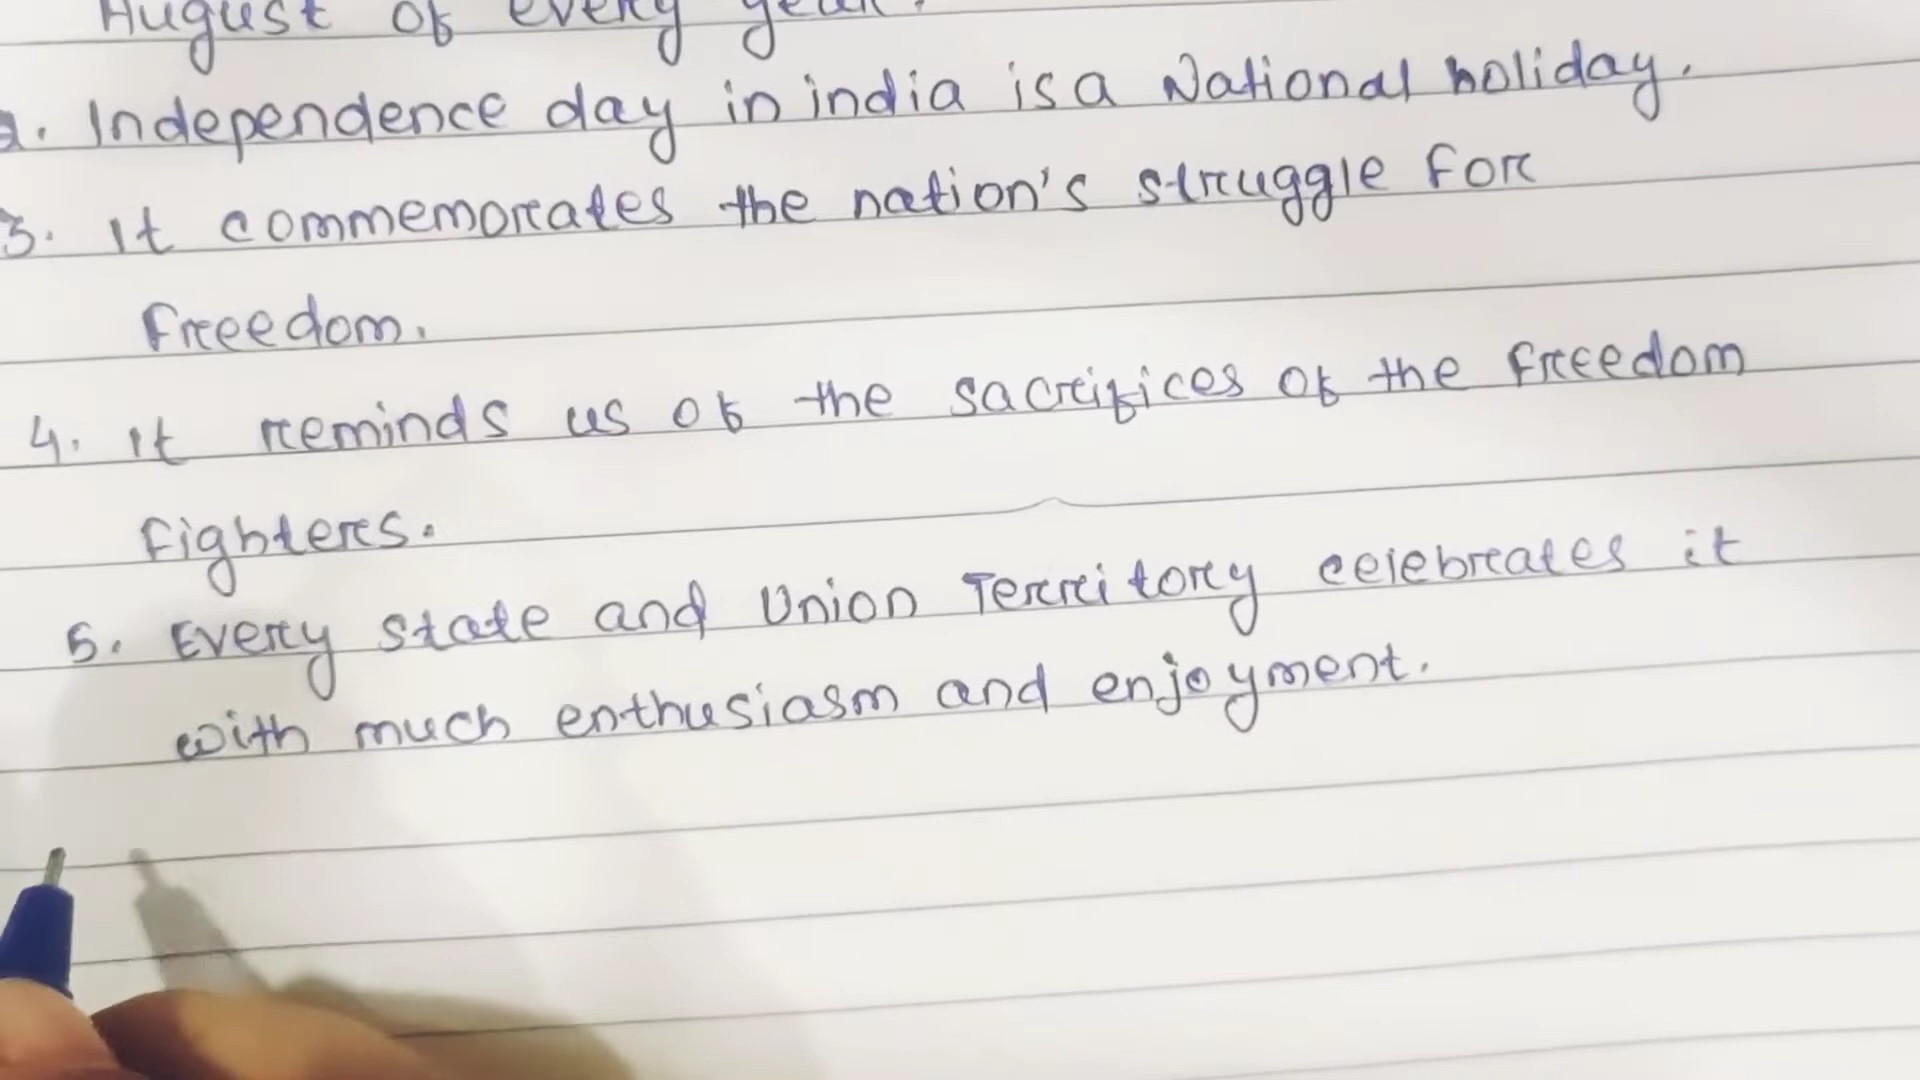 August of every year.
2. Independence day in india is a National holiday.
3. It commemorates the nation's struggle for
freedom.
4. It reminds us of the sacrifices of the freedom
fighters.
5. Every state and Union Territory celebrates it
with much enthusiasm and enjoyment.